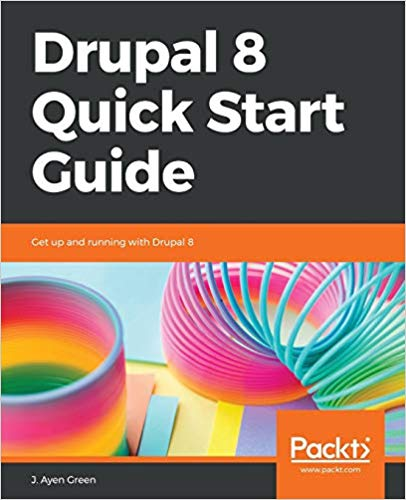 Drupal 8
Quick Start
Guide
Get up and running with Drupal 8
Packt>
www.packt.com
J. Ayen Green